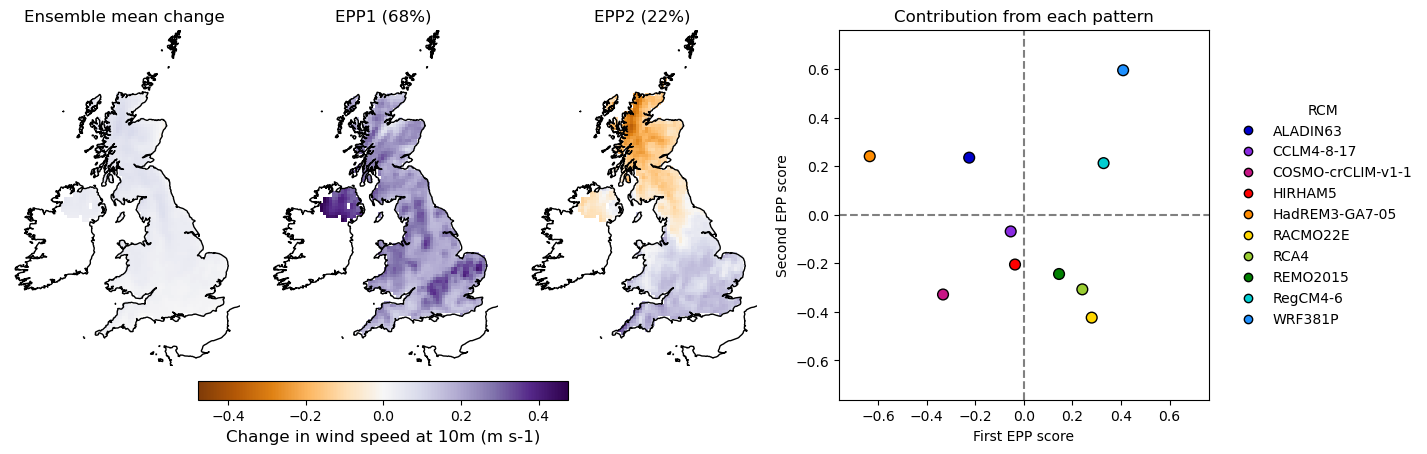 Ensemble mean change
EPP1 (68%)
EPP2 (22%)
Contribution from each pattern
−0.4
−0.2
0.0
0.2
0.4
Change in wind speed at 10m (m s-1)
Second EPP score
0.6
0.4
0.2
0.0
−0.2
−0.4
−0.6
−0.6
−0.4
−0.2
0.0
0.2
0.4
0.6
First EPP score
RCM
ALADIN63
CCLM4-8-17
COSMO-crCLIM-v1-1
HIRHAM5
HadREM3-GA7-05
RACMO22E
RCA4
REMO2015
RegCM4-6
WRF381P